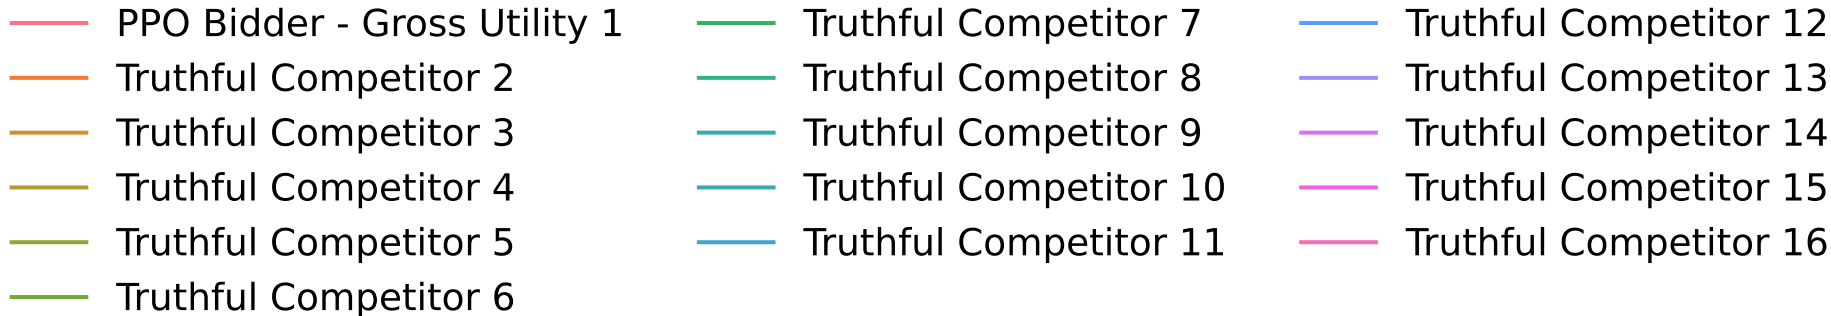 PPO Bidder - Gross Utility 1
Truthful Competitor 2
Truthful Competitor 3
Truthful Competitor 4
Truthful Competitor 5
Truthful Competitor 6
Truthful Competitor 7
Truthful Competitor 8
Truthful Competitor 9
Truthful Competitor 10
Truthful Competitor 11
Truthful Competitor 12
Truthful Competitor 13
Truthful Competitor 14
Truthful Competitor 15
Truthful Competitor 16